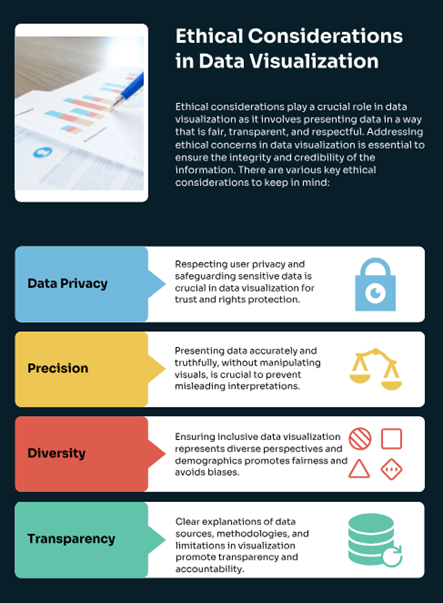 Ethical Considerations
in Data Visualization
Ethical considerations play a crucial role in data
visualization as it involves presenting data in a way
that is fair, transparent, and respectful. Addressing
ethical concerns in data visualization is essential to
ensure the integrity and credibility of the
information. There are various key ethical
considerations to keep in mind:
Data Privacy
Respecting user privacy and
safeguarding sensitive data is
crucial in data visualization for
trust and rights protection.
Precision
Presenting data accurately and
truthfully, without manipulating
visuals, is crucial to prevent
misleading interpretations.
Diversity
Ensuring inclusive data visualization
represents diverse perspectives and
demographics promotes fairness and
avoids biases.
Transparency
Clear explanations of data
sources, methodologies, and
limitations in visualization
promote transparency and
accountability.